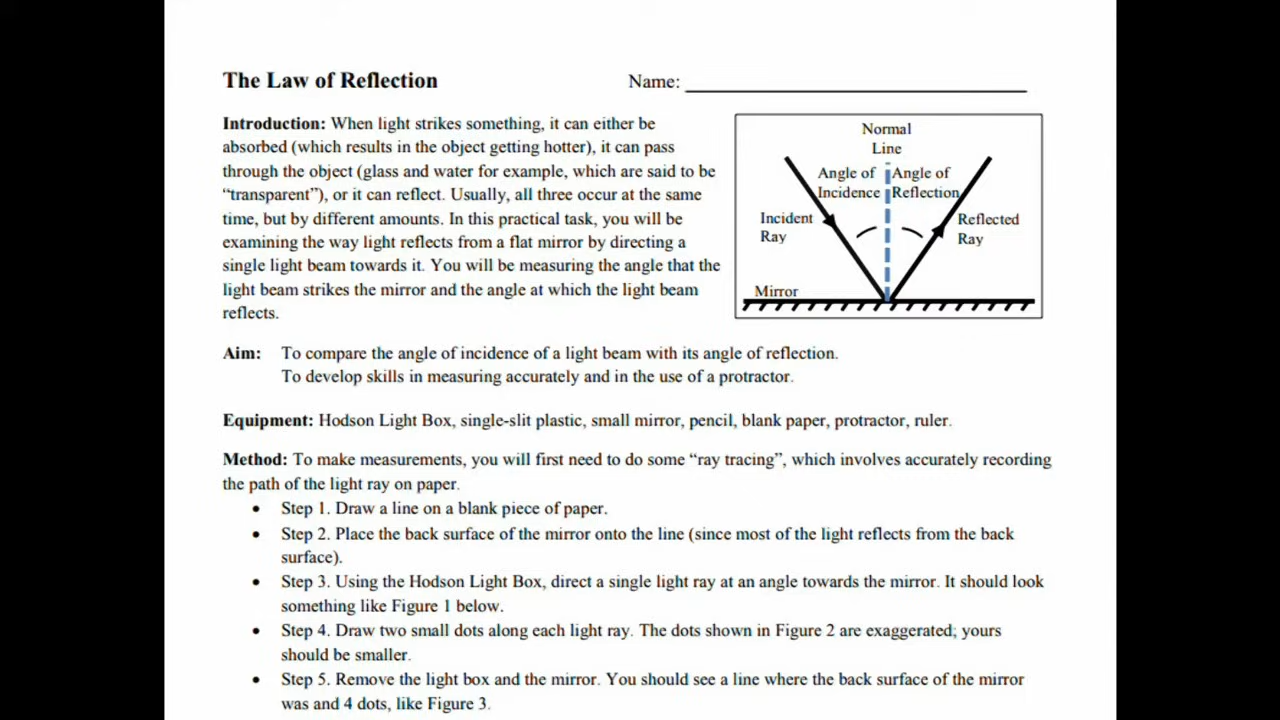 The Law of Reflection Name:
Introduction: When light strikes something, it can either be
absorbed (which results in the object getting hotter), it can pass
through the object (glass and water for example, which are said to be
“transparent”), or it can reflect. Usually, all three occur at the same
time, but by different amounts. In this practical task, you will be
examining the way light reflects from a flat mirror by directing a
single light beam towards it. You will be measuring the angle that the
light beam strikes the mirror and the angle at which the light beam
reflects.
Normal
Line
Angle of
Incidence
Angle of
Reflection
Incident
Ray
Reflected
Ray
Mirror
Aim: To compare the angle of incidence of a light beam with its angle of reflection.
To develop skills in measuring accurately and in the use of a protractor.
Equipment: Hodson Light Box, single-slit plastic, small mirror, pencil, blank paper, protractor, ruler.
Method: To make measurements, you will first need to do some “ray tracing”, which involves accurately recording
the path of the light ray on paper.
• Step 1. Draw a line on a blank piece of paper.
• Step 2. Place the back surface of the mirror onto the line (since most of the light reflects from the back
surface).
• Step 3. Using the Hodson Light Box, direct a single light ray at an angle towards the mirror. It should look
something like Figure 1 below.
• Step 4. Draw two small dots along each light ray. The dots shown in Figure 2 are exaggerated; yours
should be smaller.
• Step 5. Remove the light box and the mirror. You should see a line where the back surface of the mirror
was and 4 dots, like Figure 3.